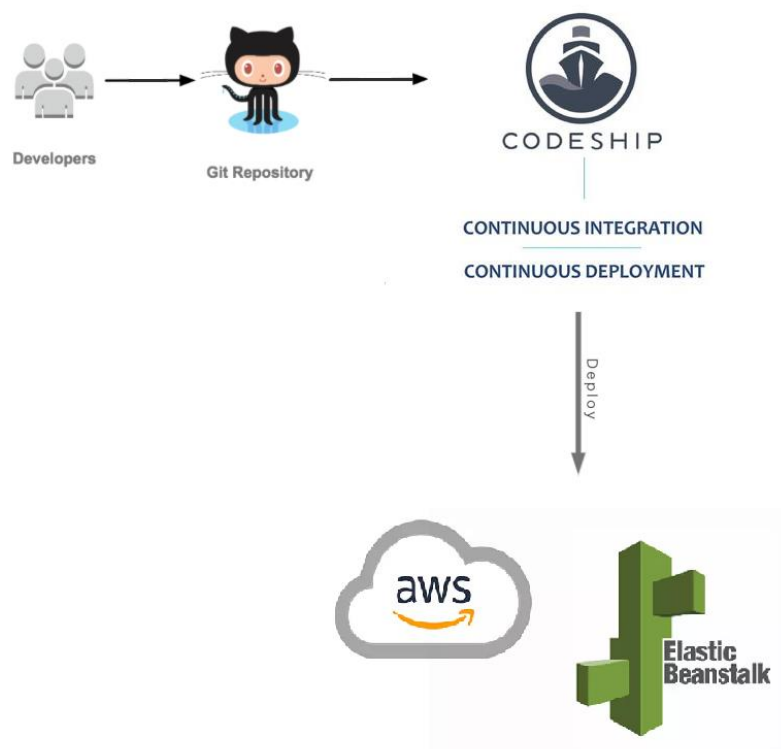 Developers
Git Repository
CODESHIP
CONTINUOUS INTEGRATION
CONTINUOUS DEPLOYMENT
Deploy
aws
Elastic
Beanstalk